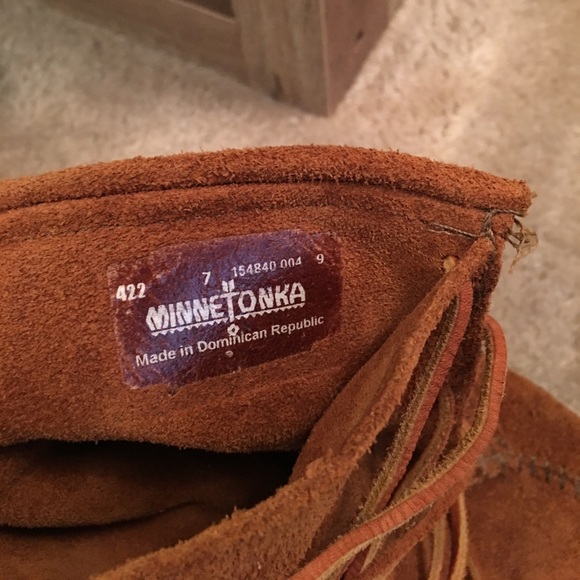 422 7 154840 004 9
MINNETONKA
Made in Dominican Republic